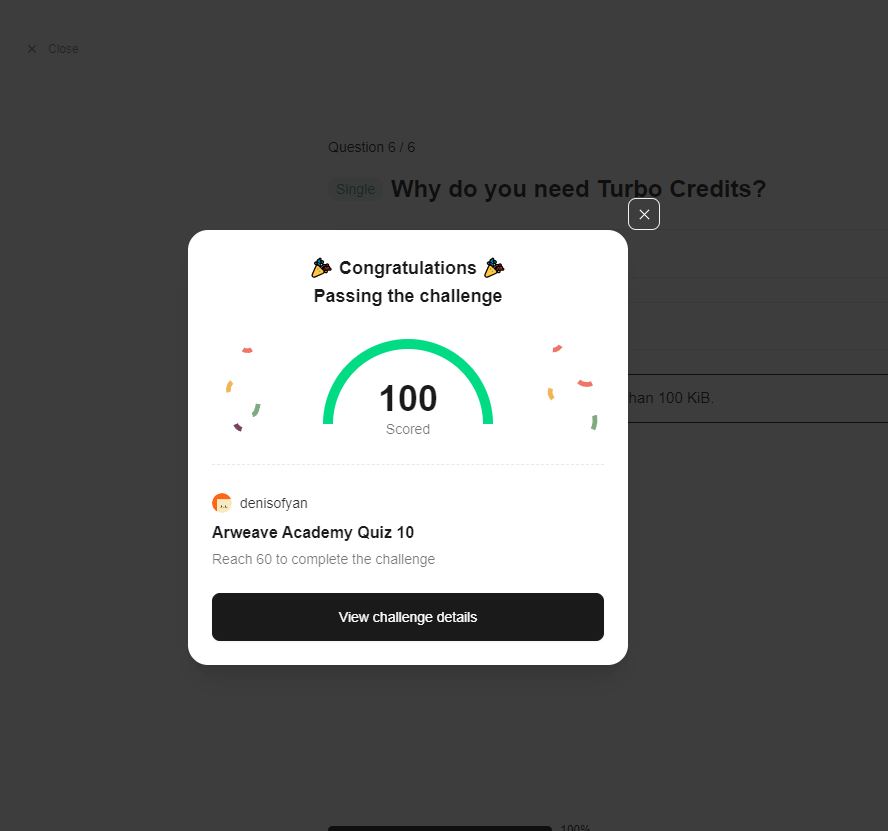 Close
Question 6 / 6
Single Why do you need Turbo Credits?
Congratulations
Passing the challenge
100
Scored
han 100 KiB.
denisofyan
Arweave Academy Quiz 10
Reach 60 to complete the challenge
View challenge details
100%